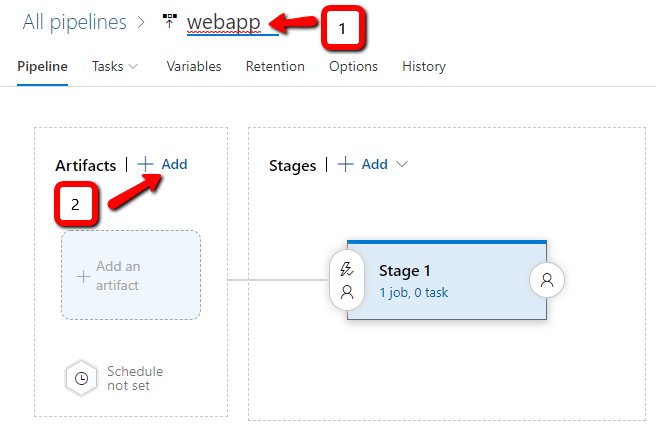 All pipelines > webapp 1
Pipeline Tasks Variables Retention Options History
Artifacts | + Add
Stages | + Add
2
+ Add an
artifact
Stage 1
1 job, 0 task
Schedule
not set